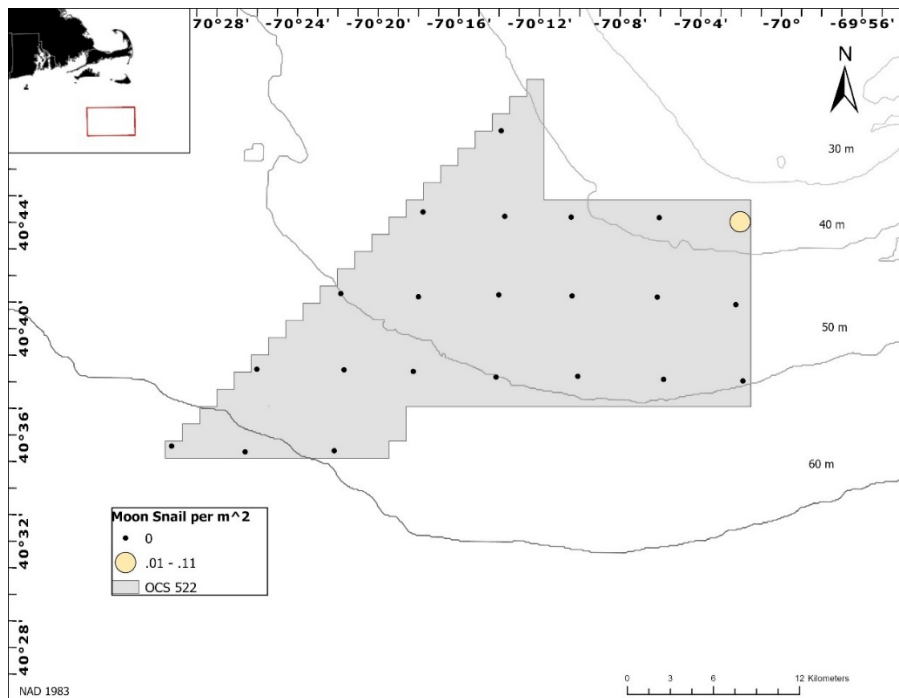 -70°28' -70°24' -70°20' -70°16' -70°12' -70°8' -70°4' -70° -69°56'
N
30 m
40°44'
40 m
40°40'
50 m
40°36'
60 m
40°32'
Moon Snail per m^2
0
.01 - .11
OCS 522
40°28'
NAD 1983
0 3 6 12 Kilometers